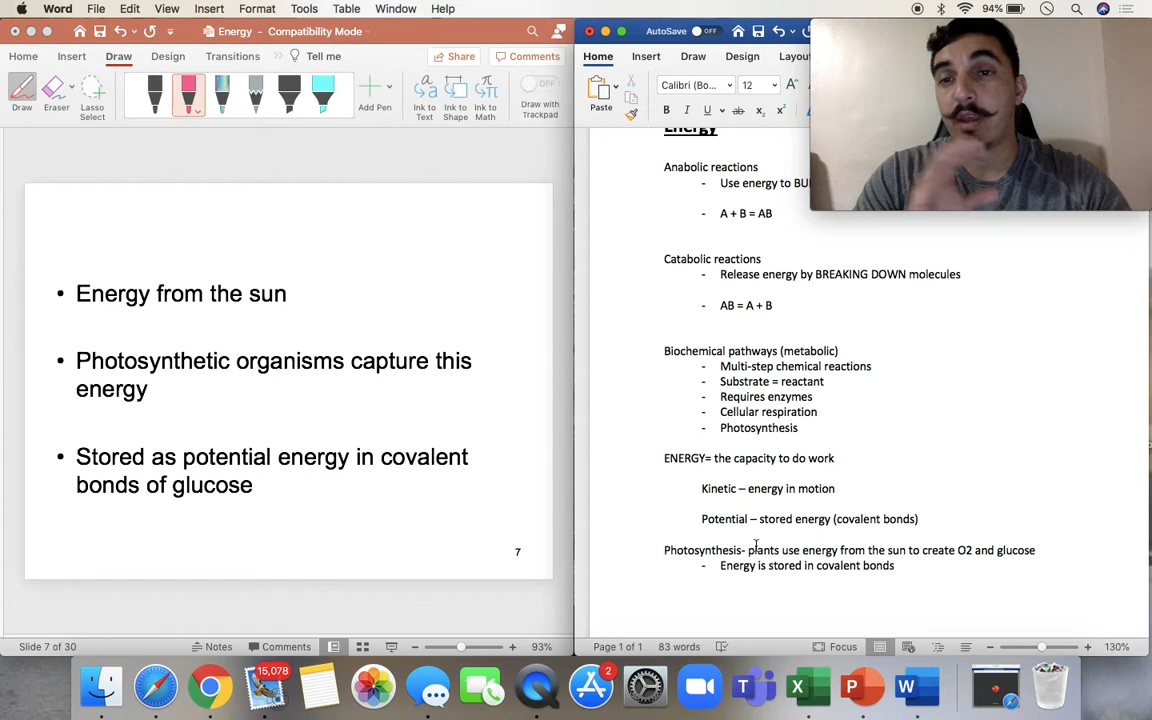 Word File Edit View Insert Format Tools Table Window Help 94%
Energy - Compatibility Mode
AutoSave OFF
Home Draw Design Transitions Tell me Share Comments
Home Insert Draw Design Layou
Draw Eraser Lasso Select Add Pen Ink to Text Ink to Shape Ink to Math OFF Draw with Trackpad
Paste Calibri (Bo... 12
B I U ab x₂ x²
• Energy from the sun
• Photosynthetic organisms capture this
energy
• Stored as potential energy in covalent
bonds of glucose
7
Energy
Anabolic reactions
- Use energy to BU
- A + B = AB
Catabolic reactions
- Release energy by BREAKING DOWN molecules
- AB = A + B
Biochemical pathways (metabolic)
- Multi-step chemical reactions
- Substrate = reactant
- Requires enzymes
- Cellular respiration
- Photosynthesis
ENERGY= the capacity to do work
Kinetic – energy in motion
Potential – stored energy (covalent bonds)
Photosynthesis- plants use energy from the sun to create O2 and glucose
- Energy is stored in covalent bonds
Slide 7 of 30 Notes Comments 93%
Page 1 of 1 83 words Focus 130%
15,078 2